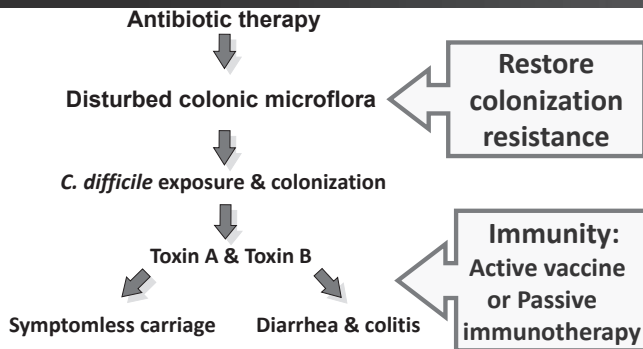 Antibiotic therapy
Disturbed colonic microflora
Restore
colonization
resistance
C. difficile exposure & colonization
Toxin A & Toxin B
Immunity:
Active vaccine
or Passive
immunotherapy
Symptomless carriage
Diarrhea & colitis